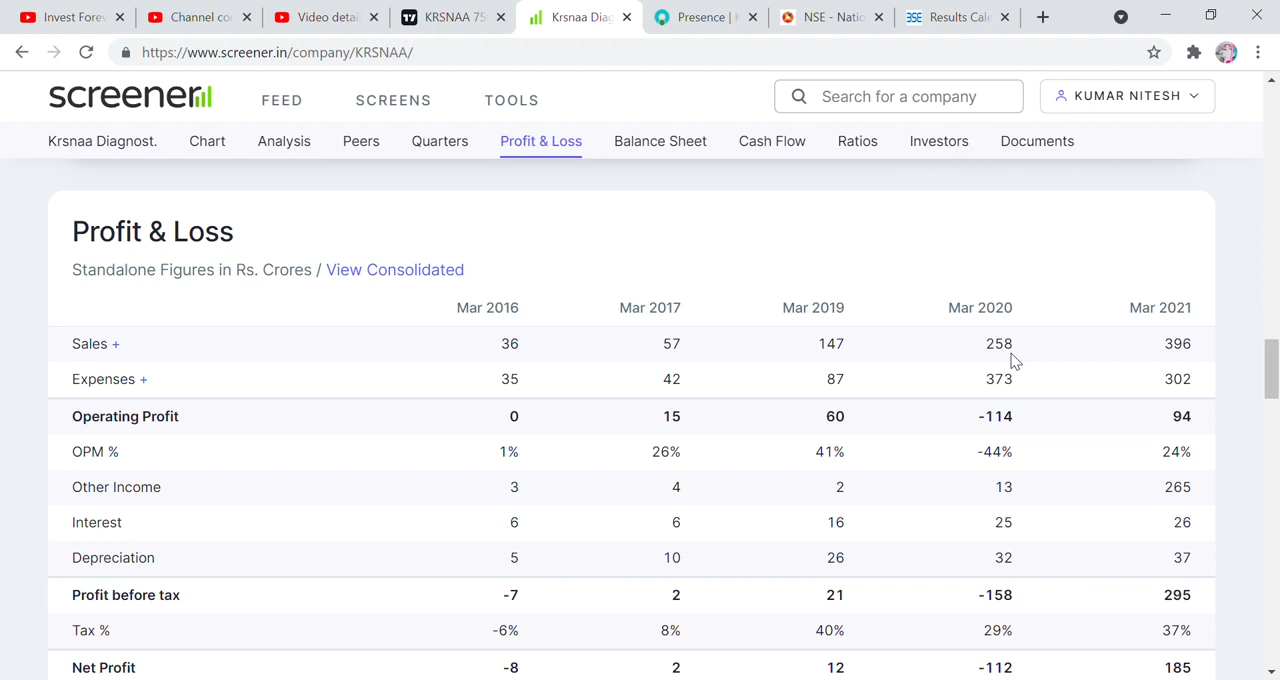 Invest Forev
Channel co
Video detail
KRSNAA 75
Krsnaa Diag
Presence | K
NSE - Natio
BSE Results Cale
https://www.screener.in/company/KRSNAA/
screener
FEED
SCREENS
TOOLS
Search for a company
KUMAR NITESH
Krsnaa Diagnost.
Chart
Analysis
Peers
Quarters
Profit & Loss
Balance Sheet
Cash Flow
Ratios
Investors
Documents
Profit & Loss
Standalone Figures in Rs. Crores / View Consolidated
Mar 2016 Mar 2017 Mar 2019 Mar 2020 Mar 2021
Sales + 36 57 147 258 396
Expenses + 35 42 87 373 302
Operating Profit 0 15 60 -114 94
OPM % 1% 26% 41% -44% 24%
Other Income 3 4 2 13 265
Interest 6 6 16 25 26
Depreciation 5 10 26 32 37
Profit before tax -7 2 21 -158 295
Tax % -6% 8% 40% 29% 37%
Net Profit -8 2 12 -112 185